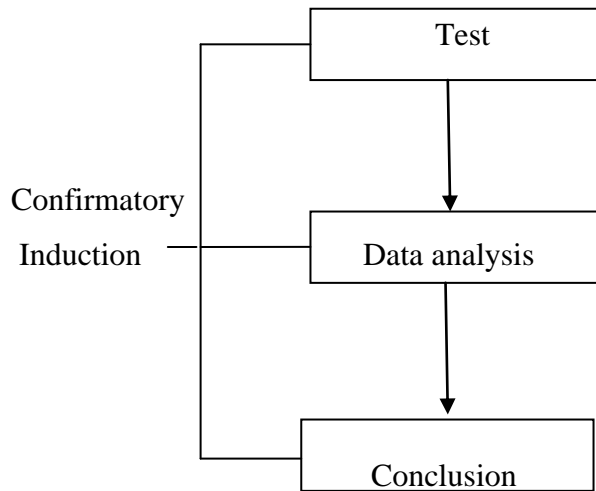 Test
Confirmatory
Induction
Data analysis
Conclusion